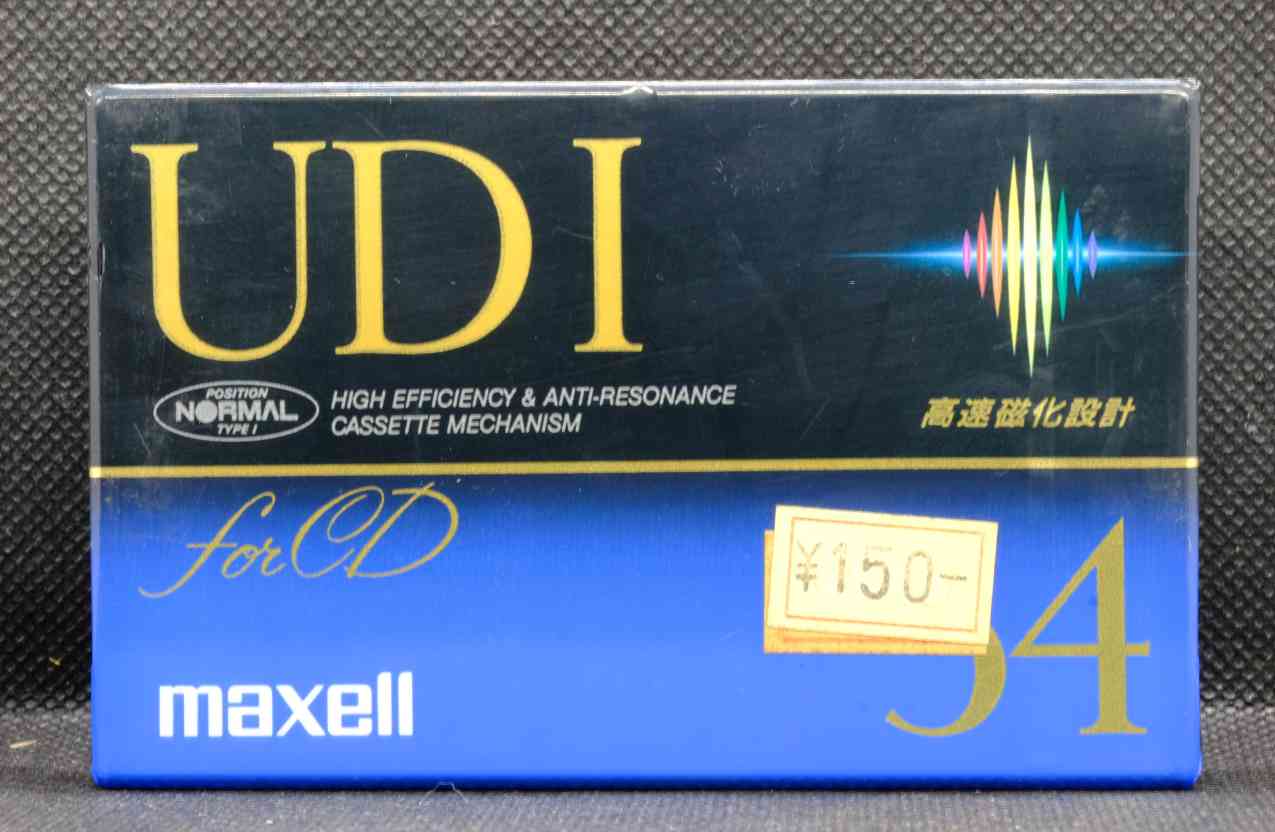 UDI
POSITION
NORMAL
TYPE I
HIGH EFFICIENCY & ANTI-RESONANCE
CASSETTE MECHANISM
高速磁化設計
for CD
¥150-
54
maxell